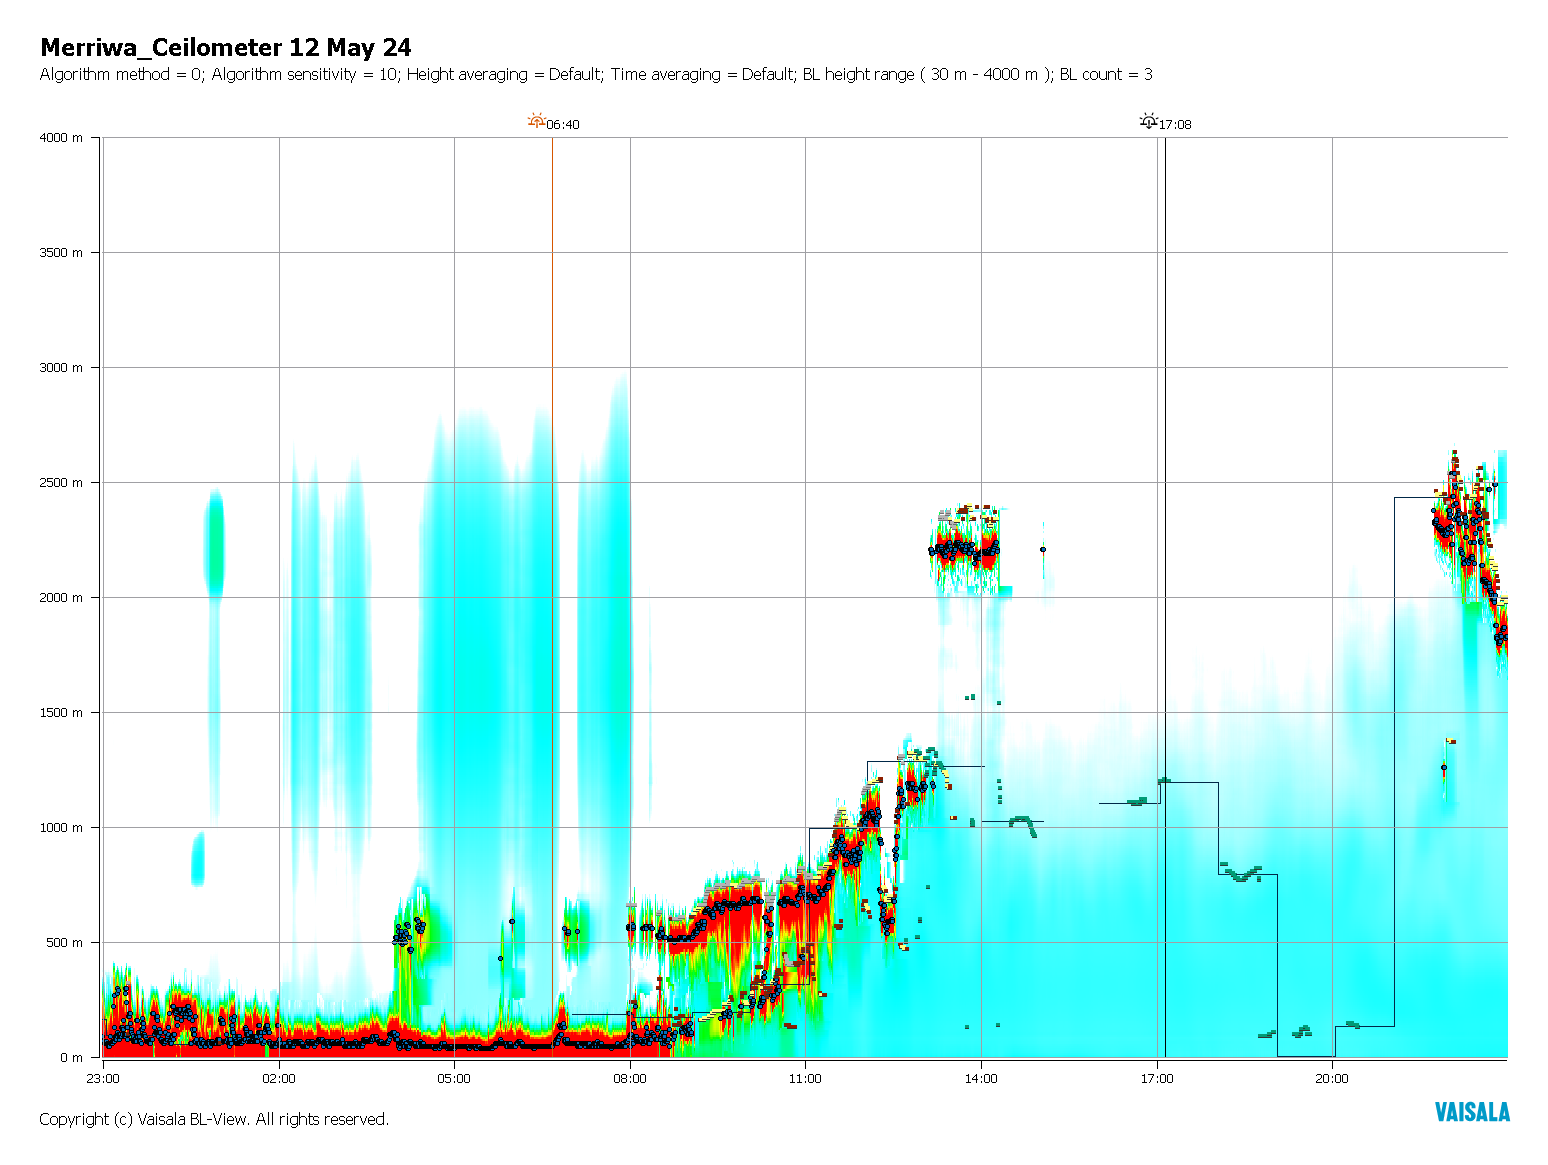 Merriwa_Ceilometer 12 May 24
Algorithm method = 0; Algorithm sensitivity = 10; Height averaging = Default; Time averaging = Default; BL height range ( 30 m - 4000 m ); BL count = 3
06:40
17:08
4000 m
3500 m
3000 m
2500 m
2000 m
1500 m
1000 m
500 m
0 m
23:00
02:00
05:00
08:00
11:00
14:00
17:00
20:00
Copyright (c) Vaisala BL-View. All rights reserved.
VAISALA